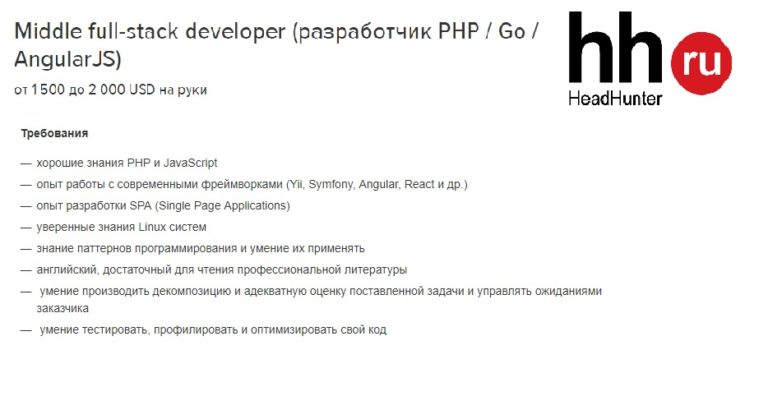 Middle full-stack developer (разработчик PHP / Go /
AngularJS)
от 1 500 до 2 000 USD на руки
hh ru
HeadHunter
Требования
— хорошие знания PHP и JavaScript
— опыт работы с современными фреймворками (Yii, Symfony, Angular, React и др.)
— опыт разработки SPA (Single Page Applications)
— уверенные знания Linux систем
— знание паттернов программирования и умение их применять
— английский, достаточный для чтения профессиональной литературы
— умение производить декомпозицию и адекватную оценку поставленной задачи и управлять ожиданиями
заказчика
— умение тестировать, профилировать и оптимизировать свой код